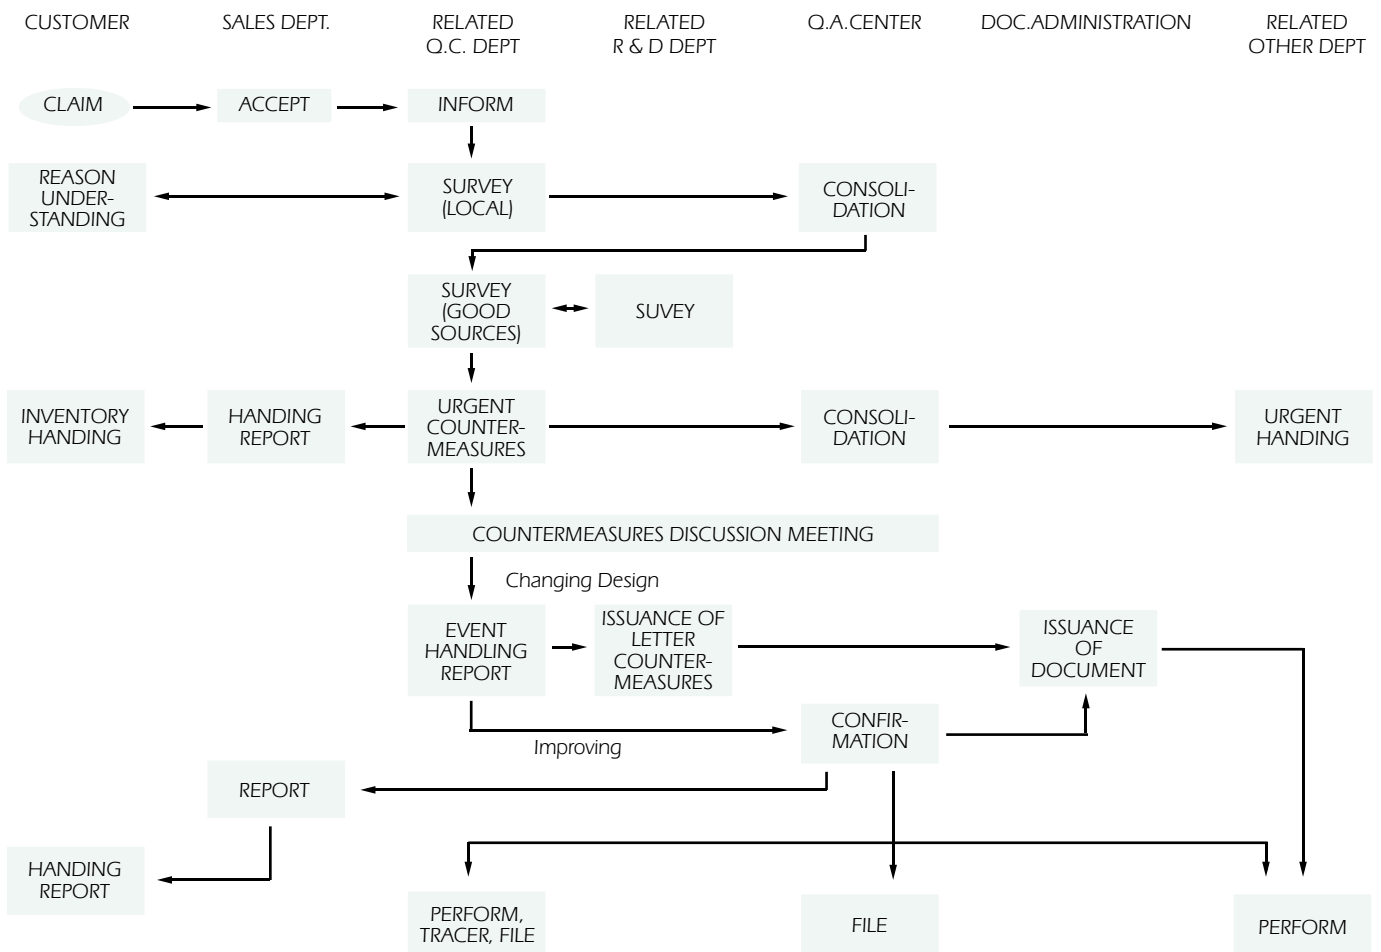 CUSTOMER
SALES DEPT.
RELATED
Q.C. DEPT
RELATED
R & D DEPT
Q.A.CENTER
DOC.ADMINISTRATION
RELATED
OTHER DEPT
CLAIM
ACCEPT
INFORM
REASON
UNDER-
STANDING
SURVEY
(LOCAL)
CONSOLI-
DATION
SURVEY
(GOOD
SOURCES)
SUVEY
INVENTORY
HANDING
HANDING
REPORT
URGENT
COUNTER-
MEASURES
CONSOLI-
DATION
URGENT
HANDING
COUNTERMEASURES DISCUSSION MEETING
Changing Design
EVENT
HANDLING
REPORT
ISSUANCE OF
LETTER
COUNTER-
MEASURES
ISSUANCE
OF
DOCUMENT
Improving
CONFIR-
MATION
REPORT
HANDING
REPORT
PERFORM,
TRACER, FILE
FILE
PERFORM